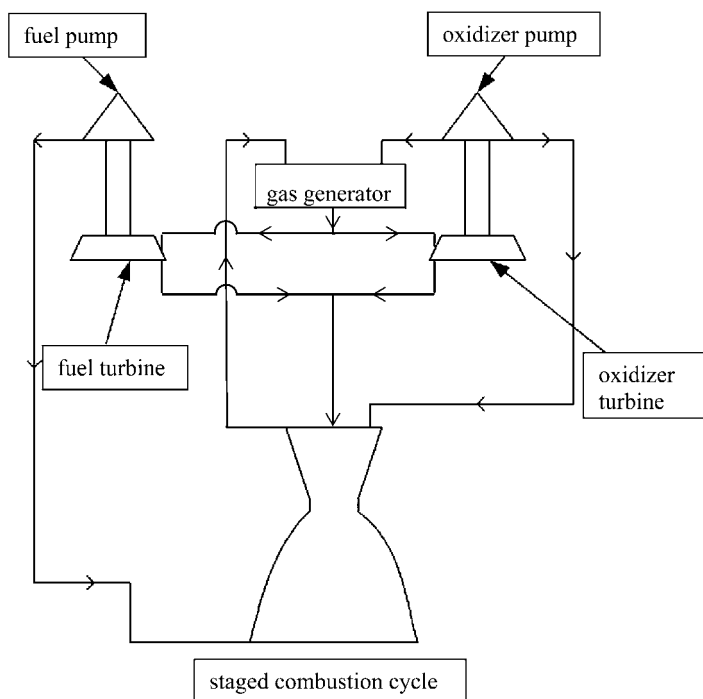 fuel pump
oxidizer pump
gas generator
fuel turbine
oxidizer
turbine
staged combustion cycle